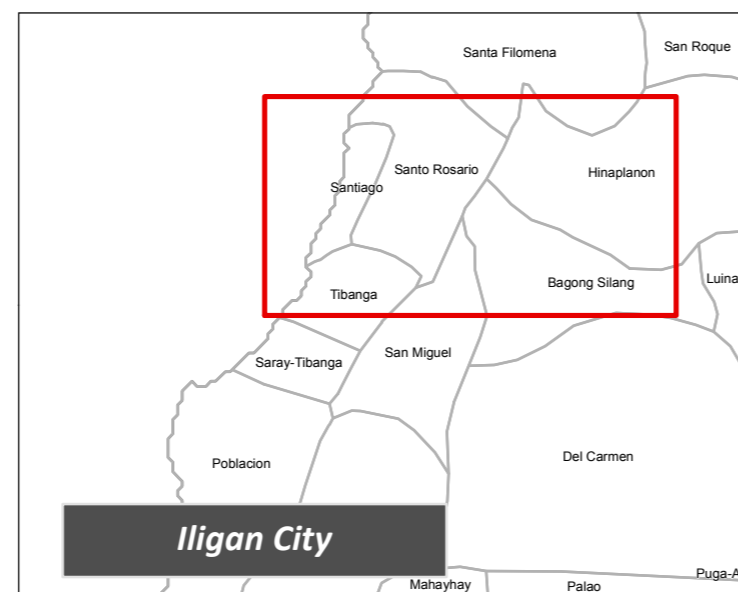 Santa Filomena
San Roque
Santo Rosario
Hinaplanon
Santiago
Bagong Silang
Luina
Tibanga
San Miguel
Saray-Tibanga
Del Carmen
Poblacion
Iligan City
Puga-A
Mahayhay
Palao